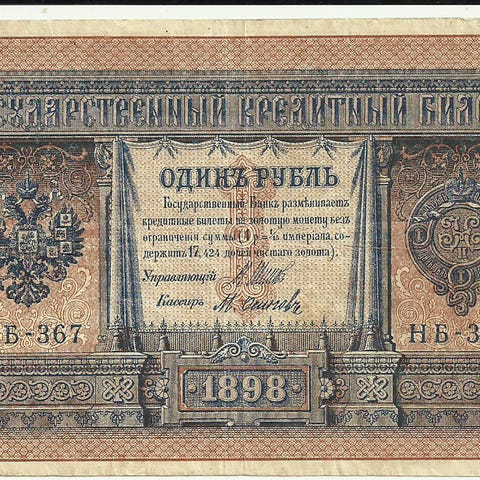 ГОСУДАРСТВЕННЫЙ КРЕДИТНЫЙ БИЛ
ОДИНЪ РУБЛЬ
Государственный Банкъ размѣниваетъ
кредитные билеты на золотую монету безъ
ограниченія суммы (1 р. = 1/15 имперіала, со-
держитъ 17,424 долей чистаго золота).
Управляющій
Кассиръ
Б-367
НБ-3
1898